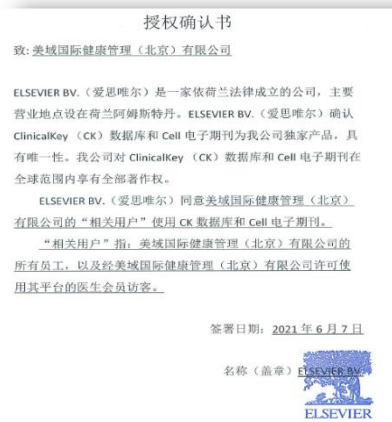 授权确认书
致: 美域国际健康管理（北京）有限公司
ELSEVIER BV.（爱思唯尔）是一家依荷兰法律成立的公司，主要
营业地点设在荷兰阿姆斯特丹。ELSEVIER BV.（爱思唯尔）确认
ClinicalKey（CK）数据库和 Cell 电子期刊为我公司独家产品，具
有唯一性。我公司对 ClinicalKey（CK）数据库和 Cell 电子期刊在
全球范围内享有全部著作权。
ELSEVIER BV.（爱思唯尔）同意美域国际健康管理（北京）
有限公司的“相关用户”使用 CK 数据库和 Cell 电子期刊。
“相关用户”指：美域国际健康管理（北京）有限公司的
所有员工，以及经美域国际健康管理（北京）有限公司许可使
用其平台的医生会员访客。
签署日期：2021 年 6 月 7 日
名称（盖章）ELSEVIER BV.
ELSEVIER